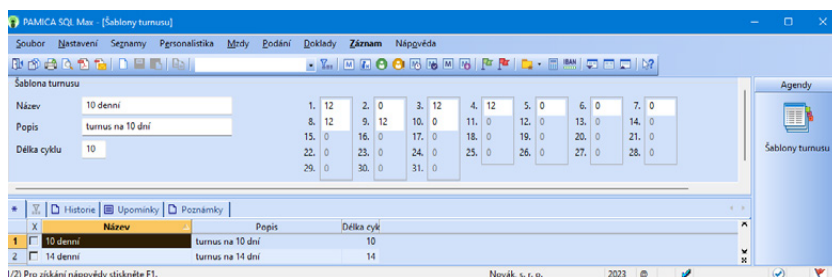 PAMICA SQL Max - [Šablony turnusu]
Soubor Nastavení Seznamy Personalistika Mzdy Podání Doklady Záznam Nápověda
Šablona turnusu
Agendy
Název 10 denní 1. 12 2. 0 3. 12 4. 12 5. 0 6. 0 7. 0
Popis turnus na 10 dní 8. 12 9. 12 10. 0 11. 0 12. 0 13. 0 14. 0
15. 0 16. 0 17. 0 18. 0 19. 0 20. 0 21. 0
Délka cyklu 10 22. 0 23. 0 24. 0 25. 0 26. 0 27. 0 28. 0
Šablony turnusu
29. 0 30. 0 31. 0
Historie Upomínky Poznámky
X Název Popis Délka cyk
1 10 denní turnus na 10 dní 10
2 14 denní turnus na 14 dní 14
1/2) Pro získání nápovědy stiskněte F1. Novák, s. r. o. 2023